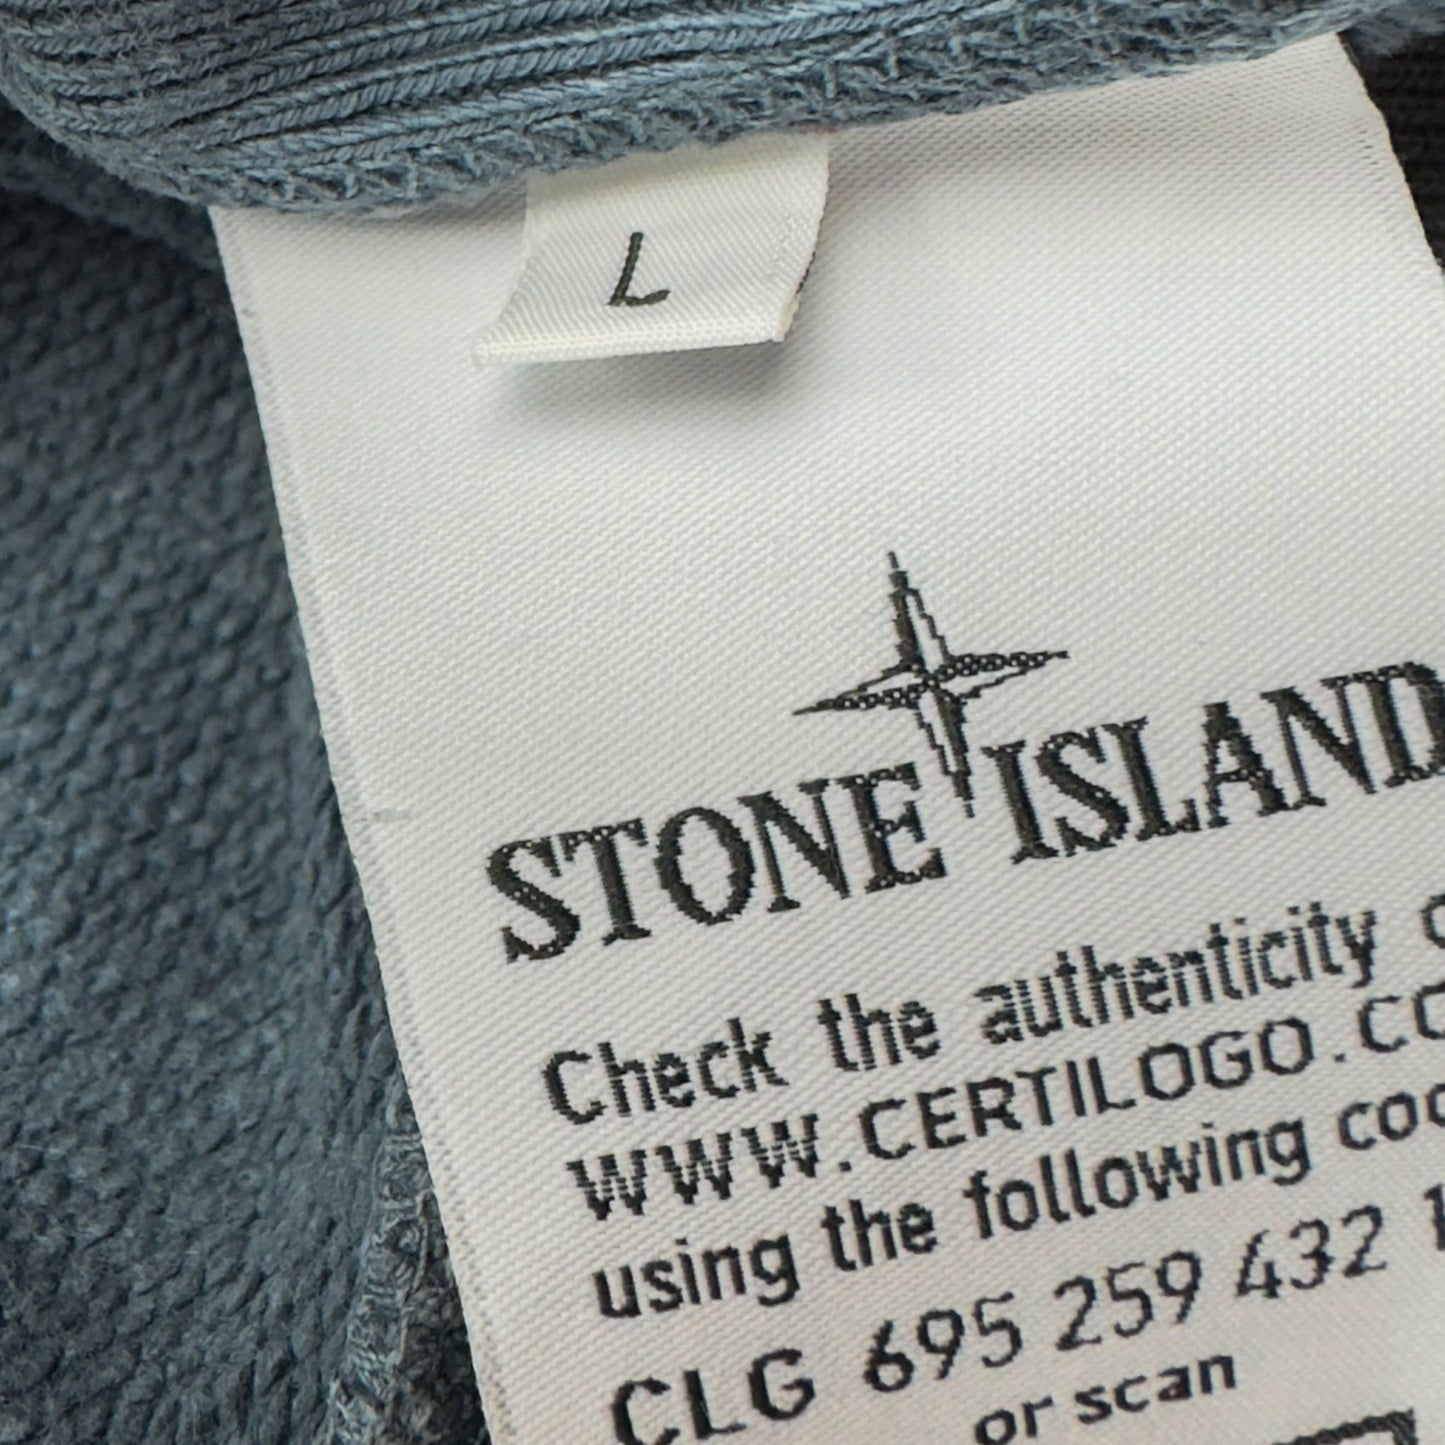 L
STONE ISLAND
Check the authenticity
WWW.CERTILOGO.CO
using the following
CLG 695 259 432
or scan